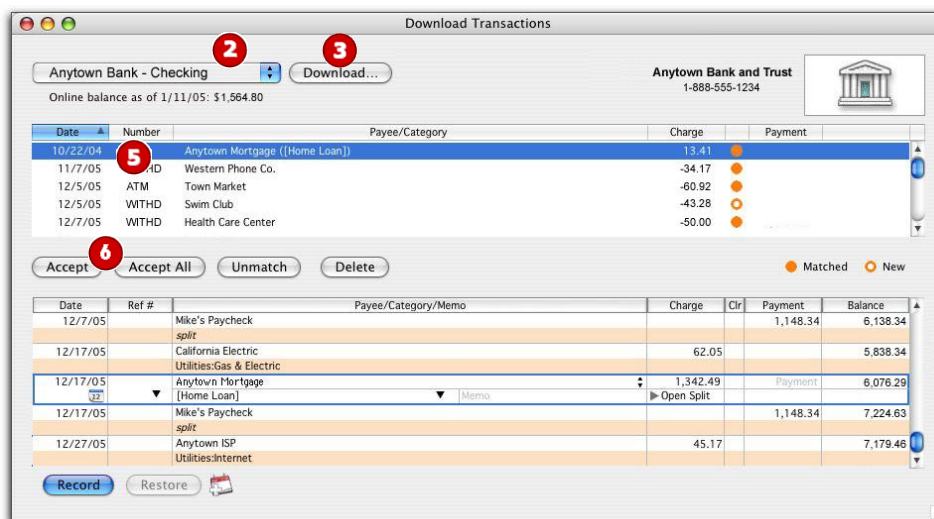 Download Transactions
2 3
Anytown Bank - Checking Download... Anytown Bank and Trust
1-888-555-1234
Online balance as of 1/11/05: $1,564.80
Date Number Payee/Category Charge Payment
10/22/04 Anytown Mortgage ([Home Loan]) 13.41
5
11/7/05 HD Western Phone Co. -34.17
12/5/05 ATM Town Market -60.92
12/5/05 WITHD Swim Club -43.28
12/7/05 WITHD Health Care Center -50.00
6
Accept Accept All Unmatch Delete Matched New
Date Ref # Payee/Category/Memo Charge Clr Payment Balance
12/7/05 Mike's Paycheck 1,148.34 6,138.34
split
12/17/05 California Electric 62.05 5,838.34
Utilities:Gas & Electric
12/17/05 Anytown Mortgage 1,342.49 Payment 6,076.29
12 [Home Loan] Memo Open Split
12/17/05 Mike's Paycheck 1,148.34 7,224.63
split
12/27/05 Anytown ISP 45.17 7,179.46
Utilities:Internet
Record Restore